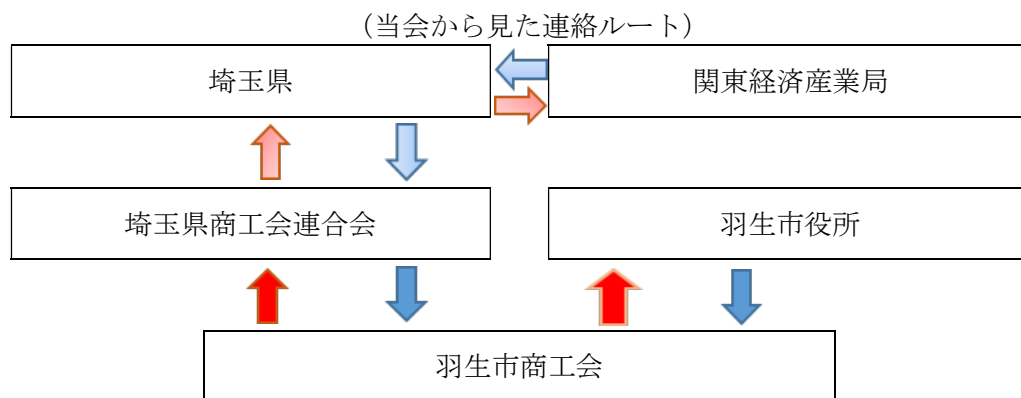 （当会から見た連絡ルート）
埼玉県
関東経済産業局
埼玉県商工会連合会
羽生市役所
羽生市商工会